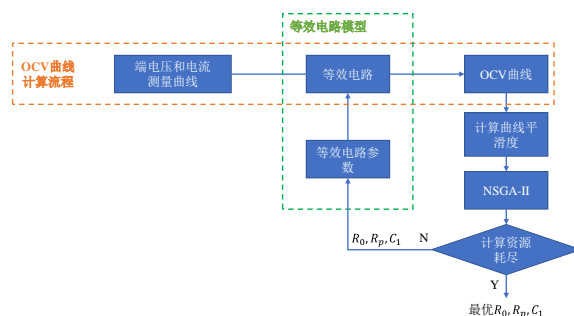 等效电路模型
OCV曲线
计算流程
端电压和电流
测量曲线
等效电路
OCV曲线
计算曲线平
滑度
等效电路参
数
NSGA-II
R₀, Rₚ, C₁
N
计算资源
耗尽
Y
最优R₀, Rₚ, C₁